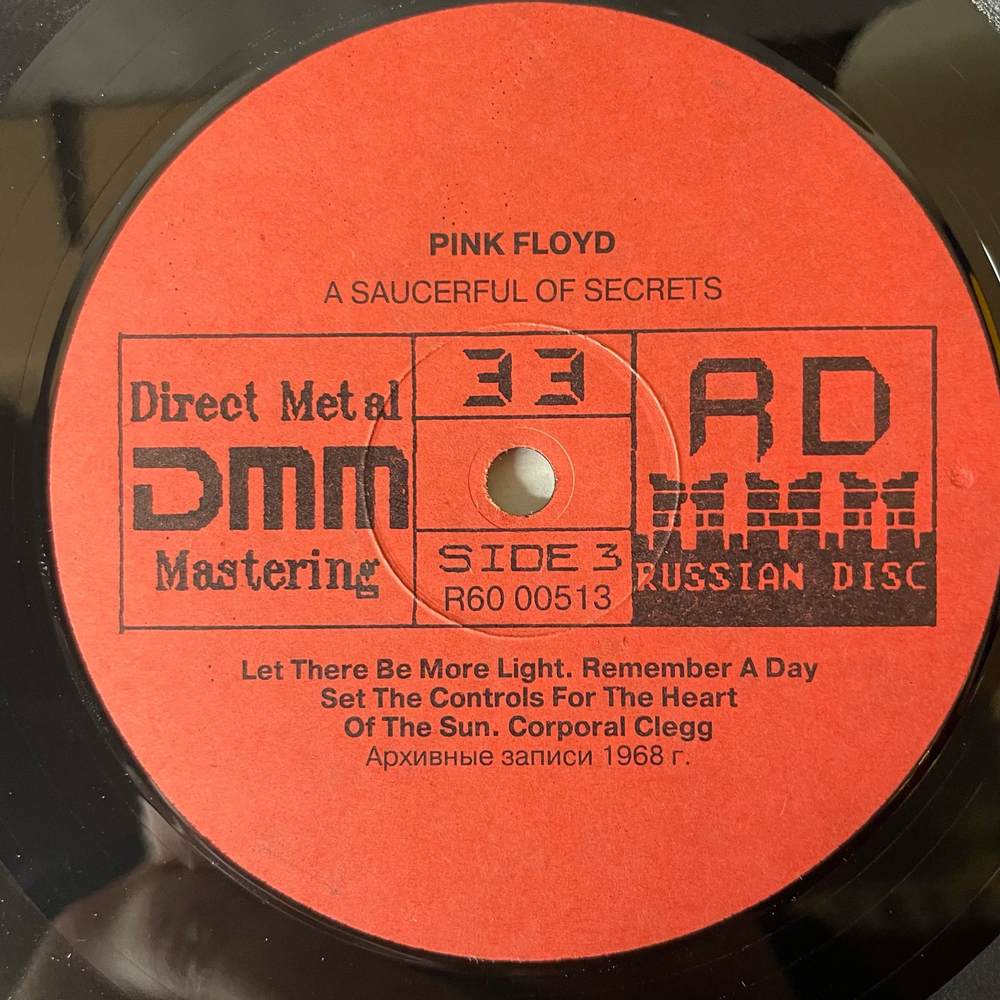 PINK FLOYD
A SAUCERFUL OF SECRETS
Direct Metal
DMM
Mastering
33
SIDE 3
R60 00513
RD
RUSSIAN DISC
Let There Be More Light. Remember A Day
Set The Controls For The Heart
Of The Sun. Corporal Clegg
Архивные записи 1968 г.